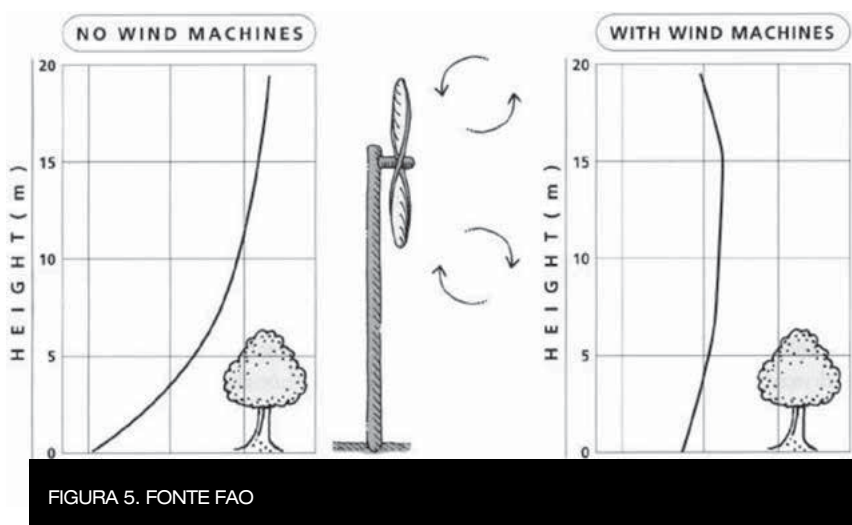 NO WIND MACHINES
WITH WIND MACHINES
HEIGHT (m)
20
15
10
5
0
HEIGHT (m)
20
15
10
5
0
FIGURA 5. FONTE FAO